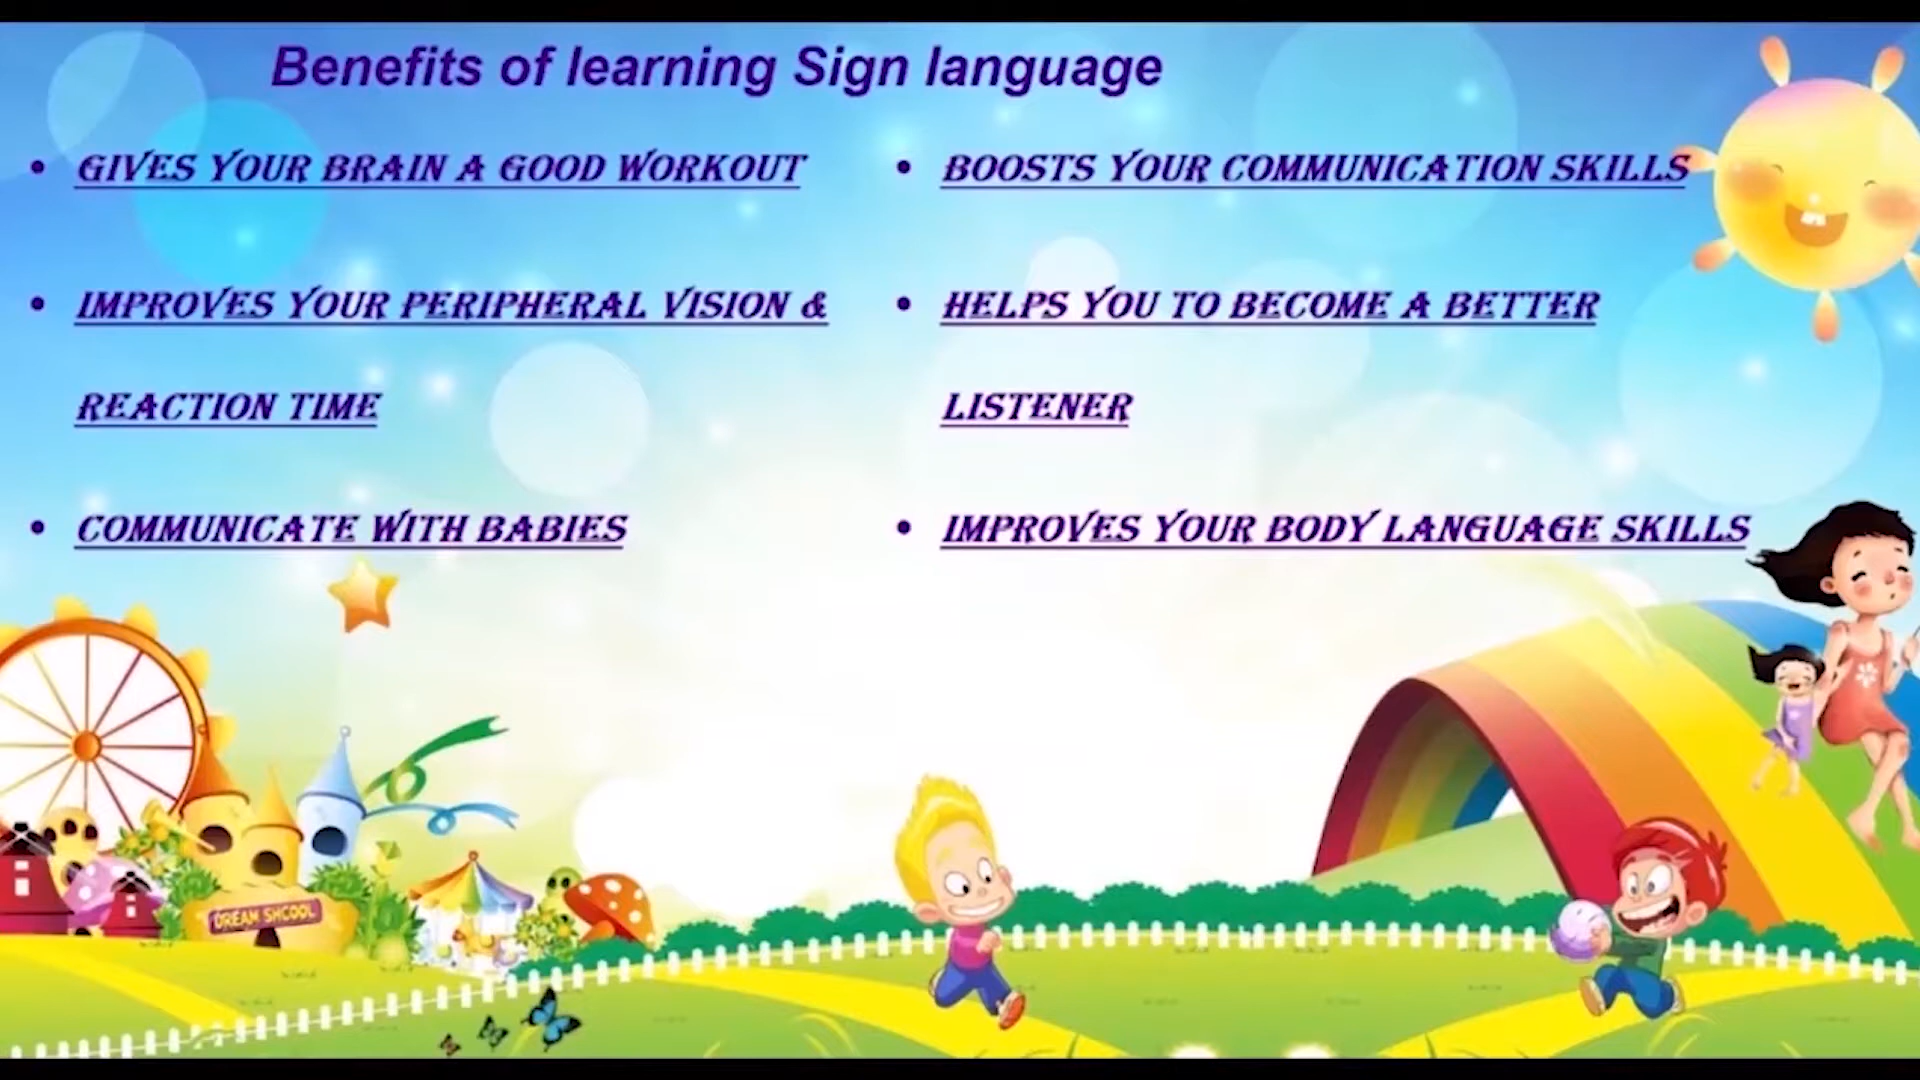 Benefits of learning Sign language
• GIVES YOUR BRAIN A GOOD WORKOUT
• IMPROVES YOUR PERIPHERAL VISION &
REACTION TIME
• COMMUNICATE WITH BABIES
• BOOSTS YOUR COMMUNICATION SKILLS
• HELPS YOU TO BECOME A BETTER
LISTENER
• IMPROVES YOUR BODY LANGUAGE SKILLS
DREAM SHCOOL